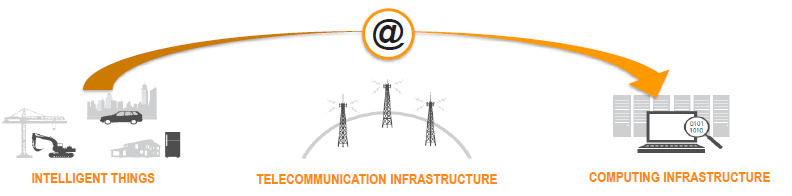 @
0101
1010
INTELLIGENT THINGS
TELECOMMUNICATION INFRASTRUCTURE
COMPUTING INFRASTRUCTURE